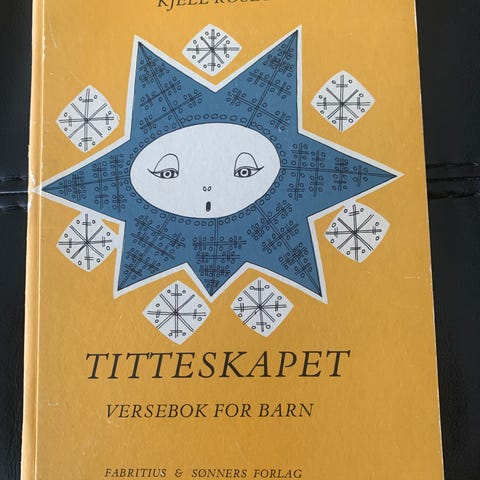 KJELL
TITTESKAPET
VERSEBOK FOR BARN
FABRITIUS & SØNNERS FORLAG